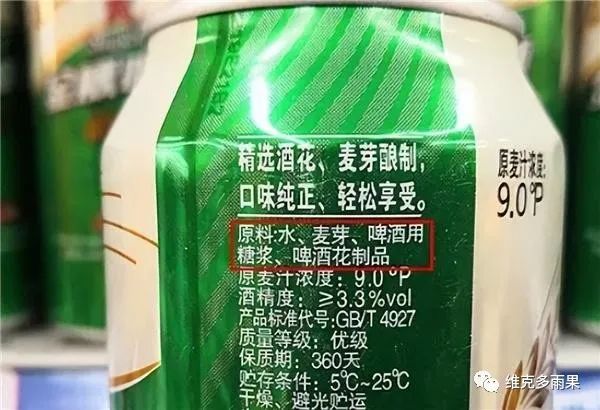 精选酒花、麦芽酿制，
口味纯正、轻松享受。
原料:水、麦芽、啤酒用
糖浆、啤酒花制品
原麦汁浓度: 9.0°P
酒精度: ≥3.3%vol
产品标准代号:GB/T 4927
质量等级: 优级
保质期: 360天
贮存条件: 5℃~25℃
干燥、避光贮运
原麦汁浓度:
9.0°P
维克多雨果